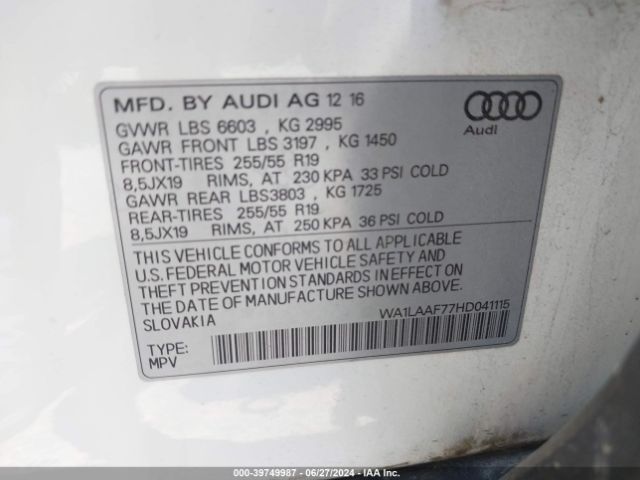 MFD. BY AUDI AG 12 16
Audi
GVWR LBS 6603 , KG 2995
GAWR FRONT LBS 3197 , KG 1450
FRONT-TIRES 255/55 R19
8,5JX19 RIMS, AT 230 KPA 33 PSI COLD
GAWR REAR LBS3803 , KG 1725
REAR-TIRES 255/55 R19
8,5JX19 RIMS, AT 250 KPA 36 PSI COLD
THIS VEHICLE CONFORMS TO ALL APPLICABLE
U.S. FEDERAL MOTOR VEHICLE SAFETY AND
THEFT PREVENTION STANDARDS IN EFFECT ON
THE DATE OF MANUFACTURE SHOWN ABOVE.
SLOVAKIA
WA1LAAF77HD041115
TYPE:
MPV
000-39749987 - 06/27/2024 - IAA Inc.